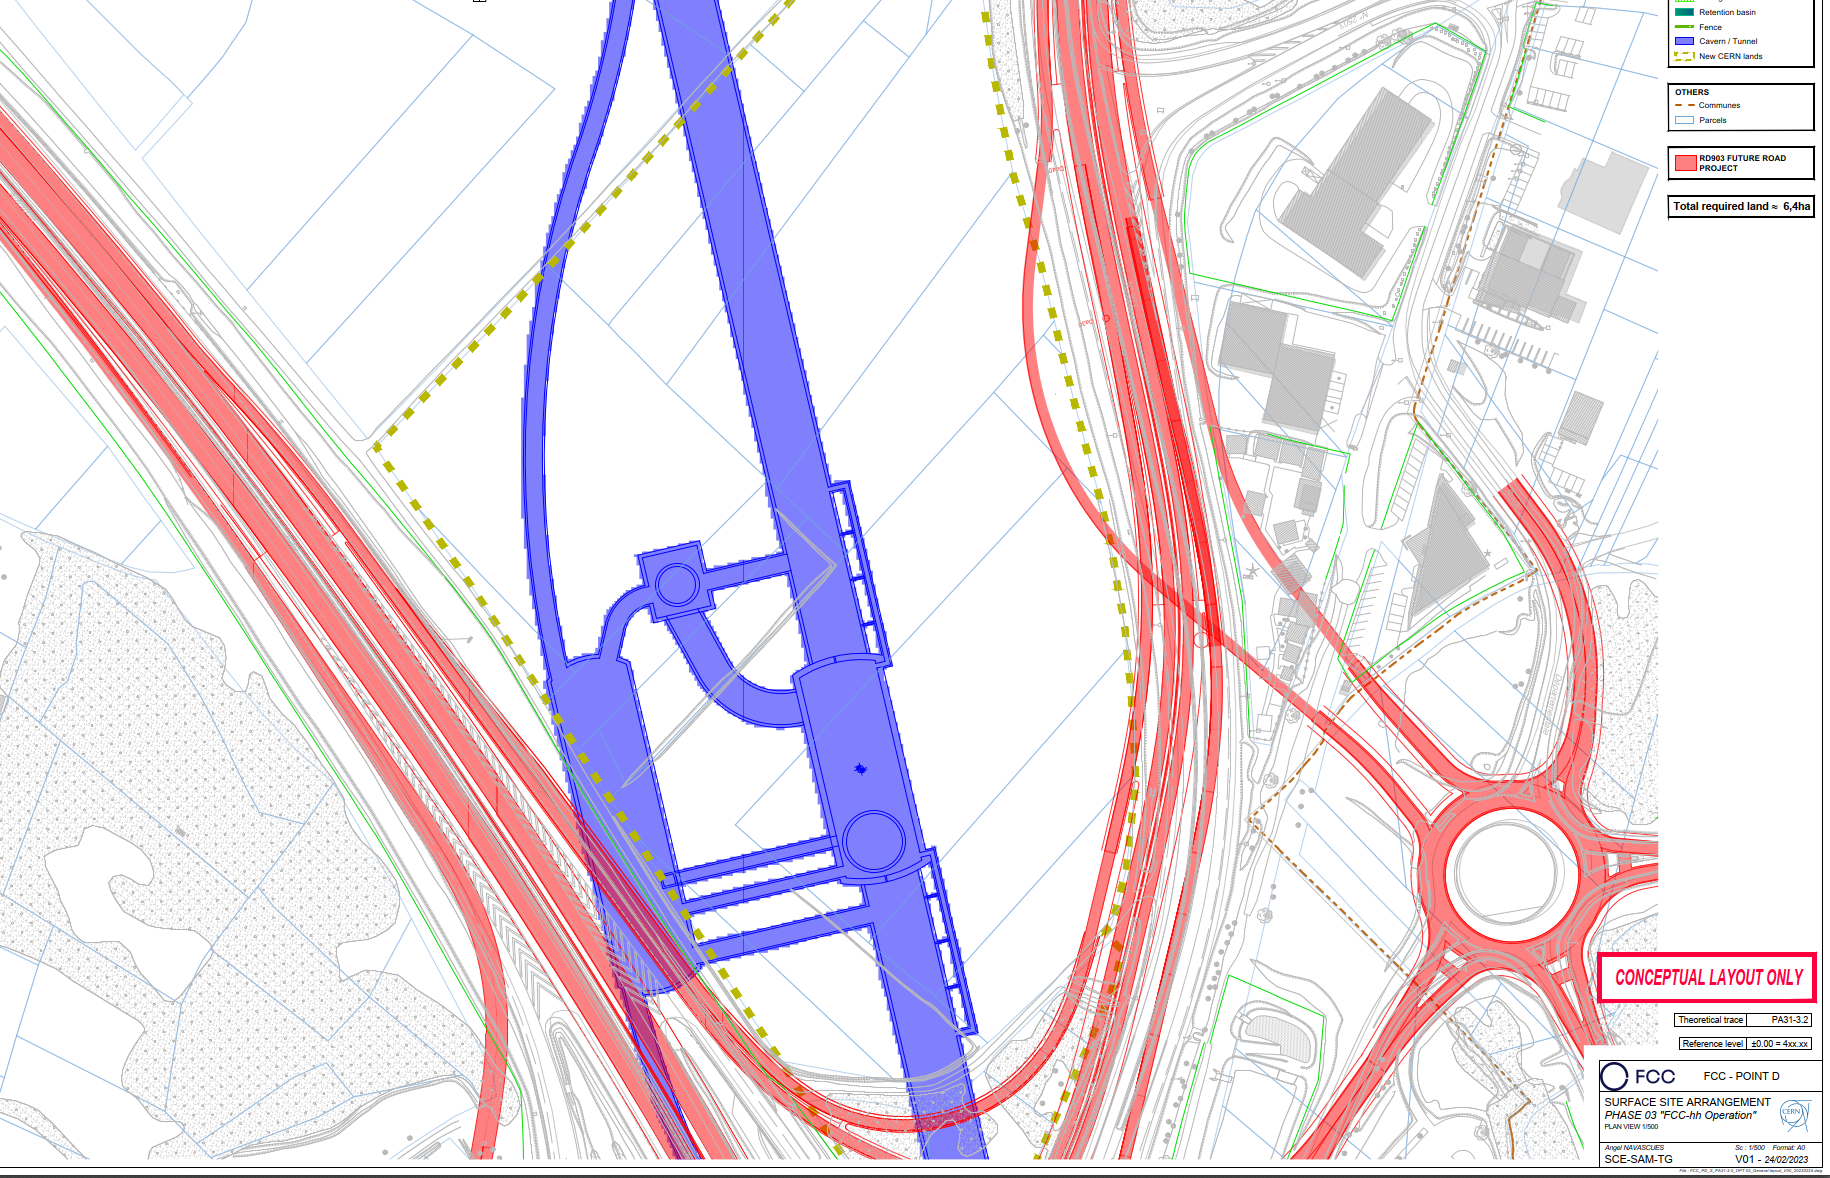 Retention basin
Fence
Cavern / Tunnel
New CERN lands
OTHERS
Communes
Parcels
RD903 FUTURE ROAD
PROJECT
Total required land ≈ 6,4ha
CONCEPTUAL LAYOUT ONLY
Theoretical trace PA31-3.2
Reference level ±0.00 = 4xx.xx
FCC FCC - POINT D
SURFACE SITE ARRANGEMENT
PHASE 03 "FCC-hh Operation"
PLAN VIEW 1/500
CERN
Angel NAVASCUES Sc : 1/500 Format: A0
SCE-SAM-TG V01 - 24/02/2023